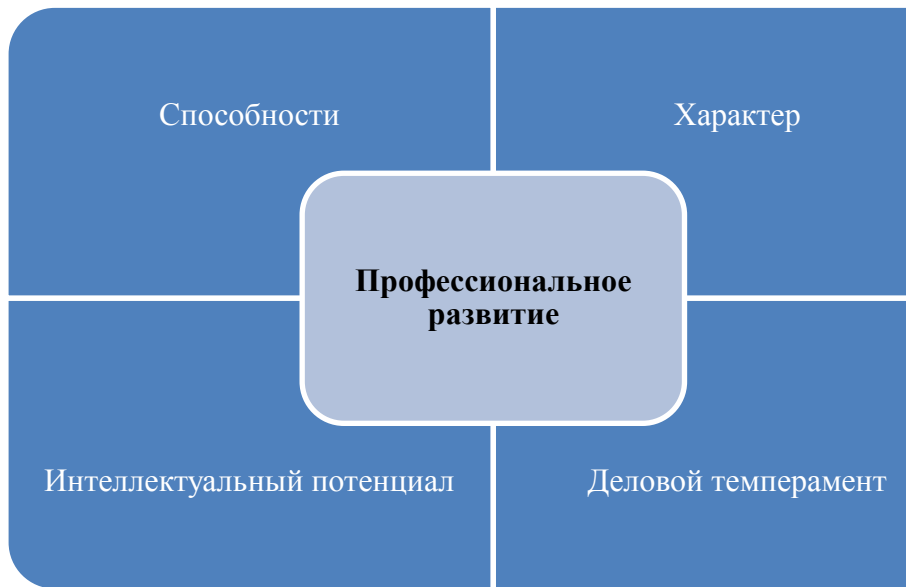 Способности
Характер
Профессиональное
развитие
Интеллектуальный потенциал
Деловой темперамент